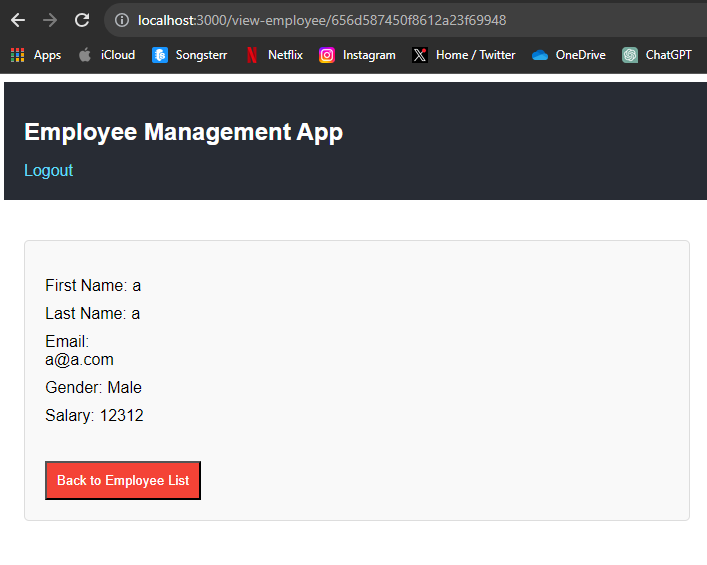 localhost:3000/view-employee/656d587450f8612a23f69948
Apps iCloud Songsterr Netflix Instagram Home / Twitter OneDrive ChatGPT
Employee Management App
Logout
First Name: a
Last Name: a
Email:
a@a.com
Gender: Male
Salary: 12312
Back to Employee List